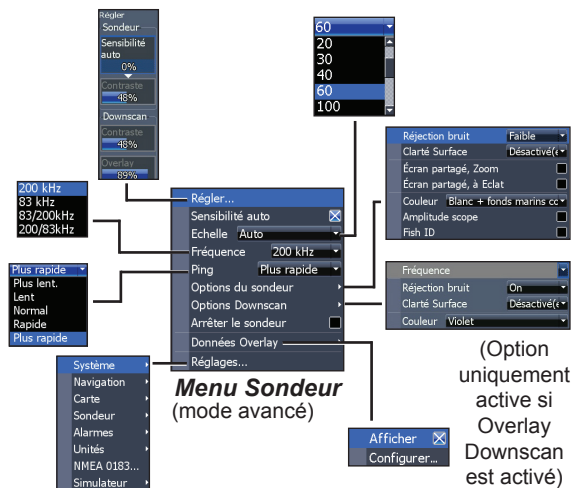 Régler
Sondeur
Sensibilité
auto
0%
Contraste
48%
Downscan
Contraste
48%
Overlay
89%
60
20
30
40
60
100
200 kHz
83 kHz
83/200kHz
200/83kHz
Plus rapide
Plus lent.
Lent
Normal
Rapide
Plus rapide
Régler...
Sensibilité auto
Echelle Auto
Fréquence 200 kHz
Ping Plus rapide
Options du sondeur
Options Downscan
Arrêter le sondeur
Données Overlay
Réglages...
Réjection bruit Faible
Clarté Surface Désactivé(e
Écran partagé, Zoom
Écran partagé, à Eclat
Couleur Blanc + fonds marins cc
Amplitude scope
Fish ID
Fréquence
Réjection bruit On
Clarté Surface Désactivé(e
Couleur Violet
Système
Navigation
Carte
Sondeur
Alarmes
Unités
NMEA 0183...
Simulateur
Menu Sondeur
(mode avancé)
Afficher
Configurer...
(Option
uniquement
active si
Overlay
Downscan
est activé)